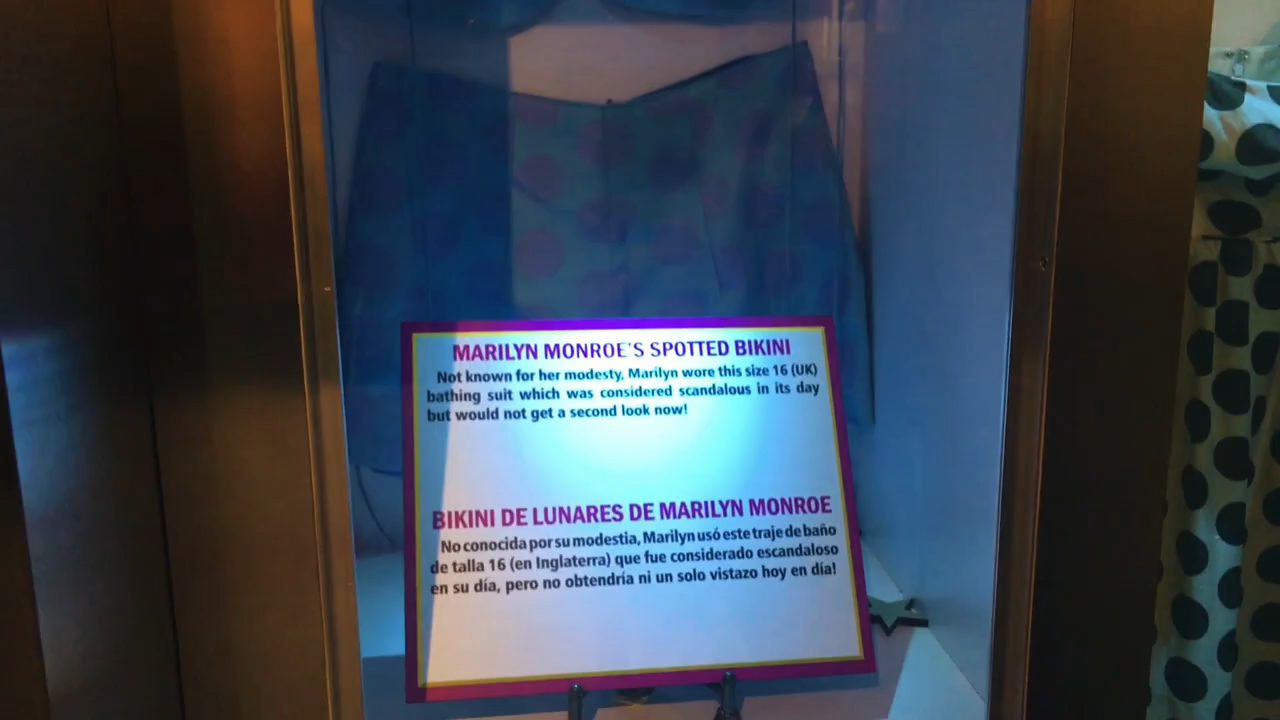 MARILYN MONROE'S SPOTTED BIKINI
Not known for her modesty, Marilyn wore this size 16 (UK)
bathing suit which was considered scandalous in its day
but would not get a second look now!
BIKINI DE LUNARES DE MARILYN MONROE
No conocida por su modestia, Marilyn usó este traje de baño
de talla 16 (en Inglaterra) que fue considerado escandaloso
en su día, pero no obtendría ni un solo vistazo hoy en día!